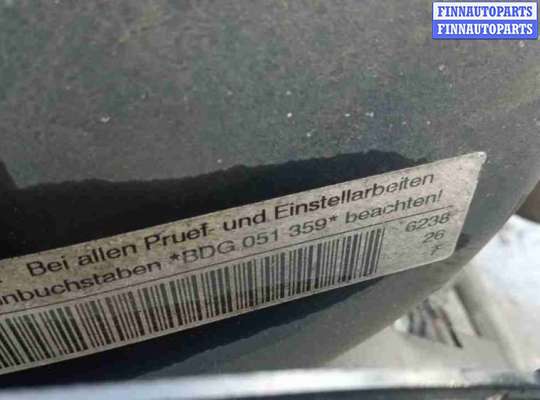 FINNAUTOPARTS
FINNAUTOPARTS
Bei allen Pruef- und Einstellarbeiten
nbuchstaben *BDG 051 359* beachten!
6238
26
F